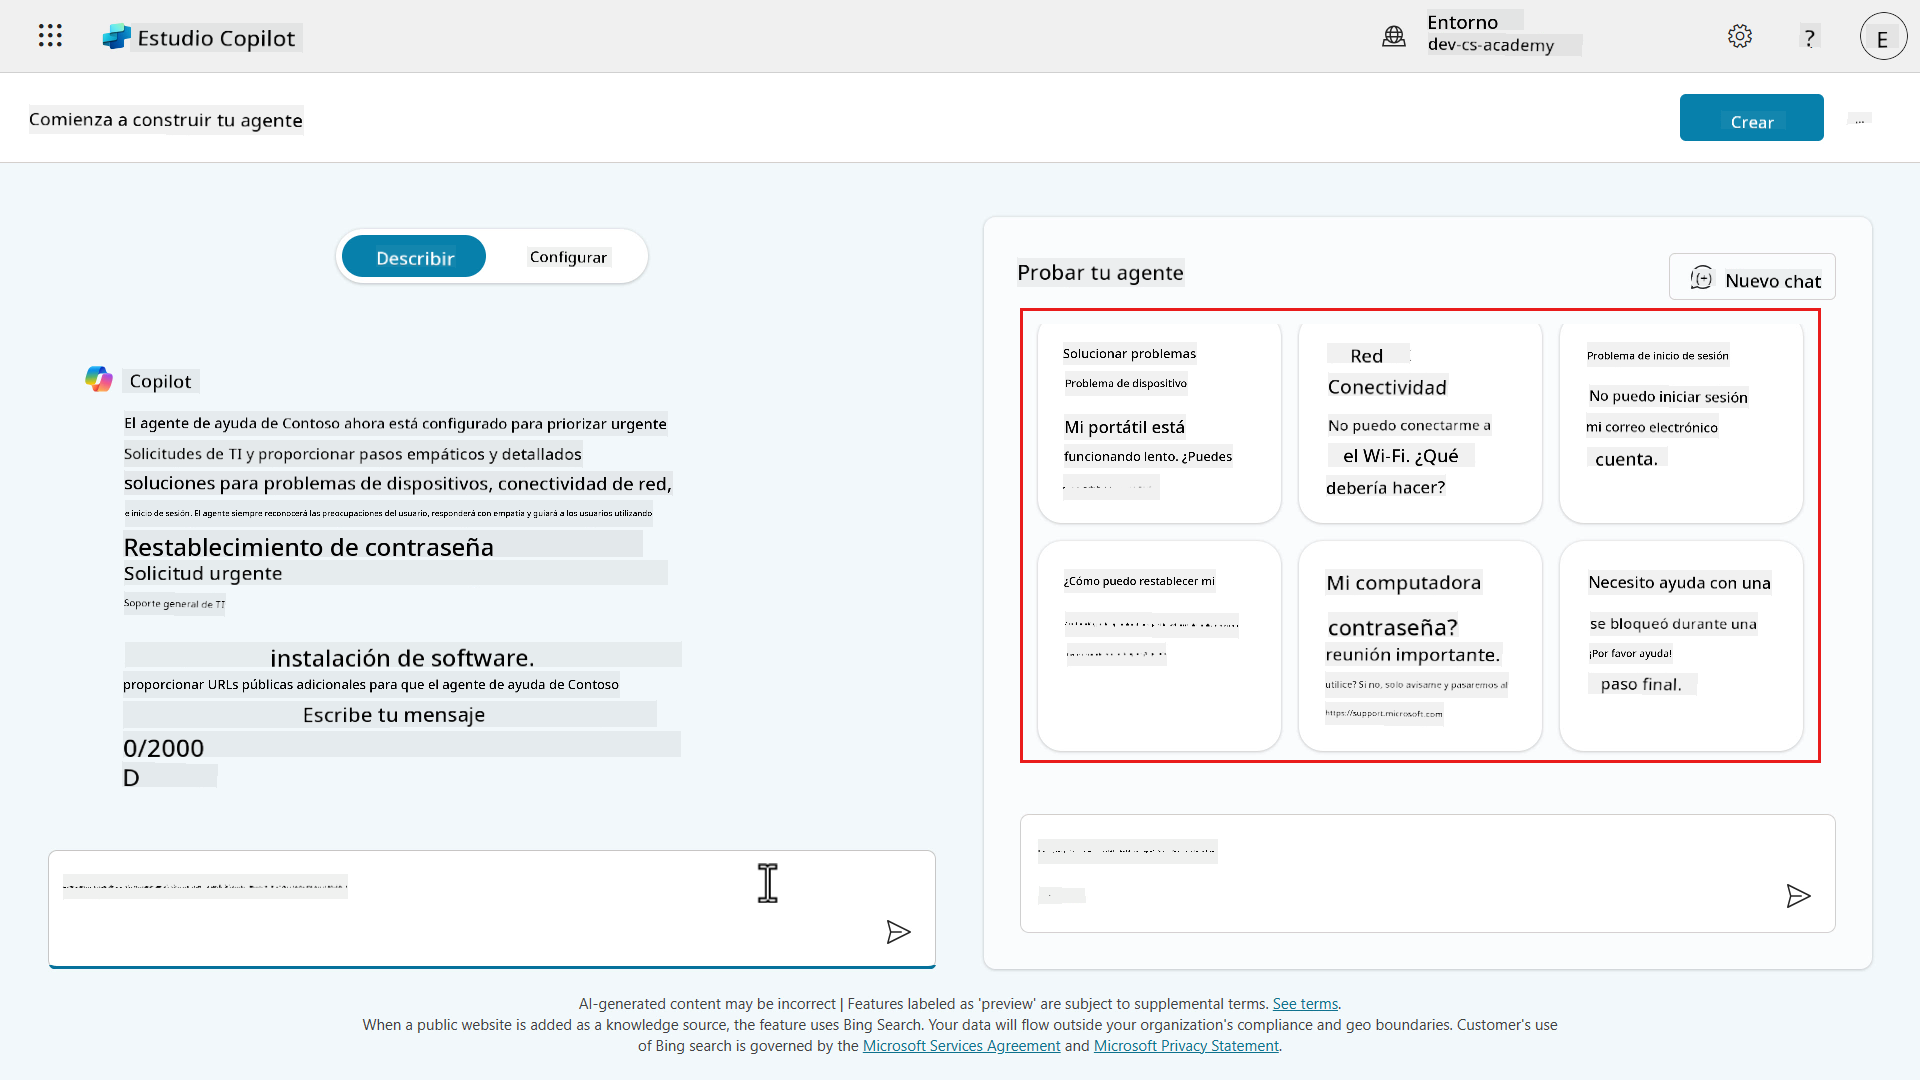 Estudio Copilot
Entorno
dev-cs-academy
?
E
Comienza a construir tu agente
Crear
...
Describir
Configurar
Copilot
El agente de ayuda de Contoso ahora está configurado para priorizar urgente
Solicitudes de TI y proporcionar pasos empáticos y detallados
soluciones para problemas de dispositivos, conectividad de red,
e inicio de sesión. El agente siempre reconocerá las preocupaciones del usuario, responderá con empatía y guiará a los usuarios utilizando
Restablecimiento de contraseña
Solicitud urgente
Soporte general de TI
instalación de software.
proporcionar URLs públicas adicionales para que el agente de ayuda de Contoso
Escribe tu mensaje
0/2000
D
Probar tu agente
Nuevo chat
Solucionar problemas
Problema de dispositivo
Mi portátil está
funcionando lento. ¿Puedes
Red
Conectividad
No puedo conectarme a
el Wi-Fi. ¿Qué
debería hacer?
Problema de inicio de sesión
No puedo iniciar sesión
mi correo electrónico
cuenta.
¿Cómo puedo restablecer mi
Mi computadora
contraseña?
reunión importante.
utilice? Si no, solo avísame y pasaremos al
https://support.microsoft.com
Necesito ayuda con una
se bloqueó durante una
¡Por favor ayuda!
paso final.
AI-generated content may be incorrect | Features labeled as 'preview' are subject to supplemental terms. See terms.
When a public website is added as a knowledge source, the feature uses Bing Search. Your data will flow outside your organization's compliance and geo boundaries. Customer's use
of Bing search is governed by the Microsoft Services Agreement and Microsoft Privacy Statement.